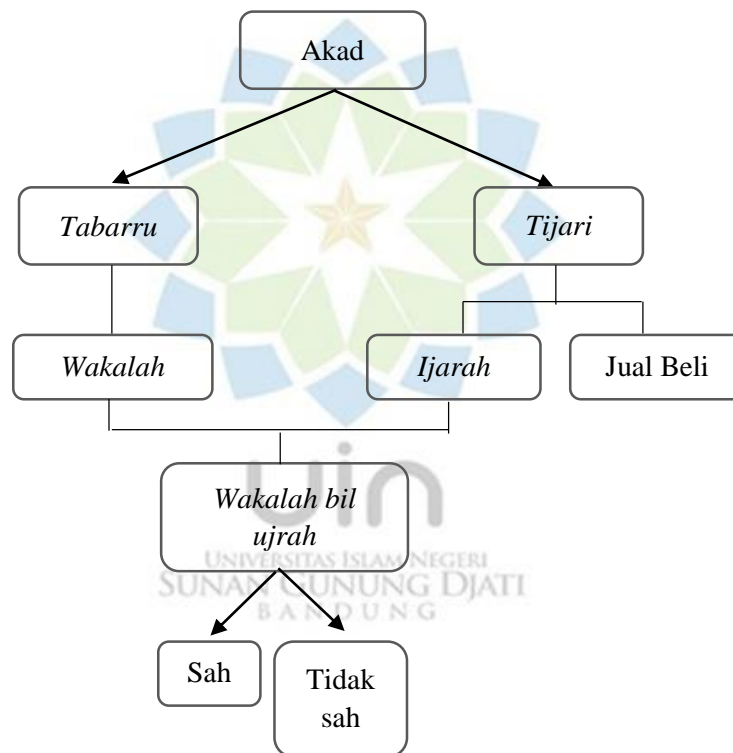 Akad
Tabarru
Tijari
Wakalah
Ijarah
Jual Beli
Wakalah bil
ujrah
uin
UNIVERSITAS ISLAM NEGERI
SUNAN GUNUNG DJATI
BANDUNG
Sah
Tidak
sah